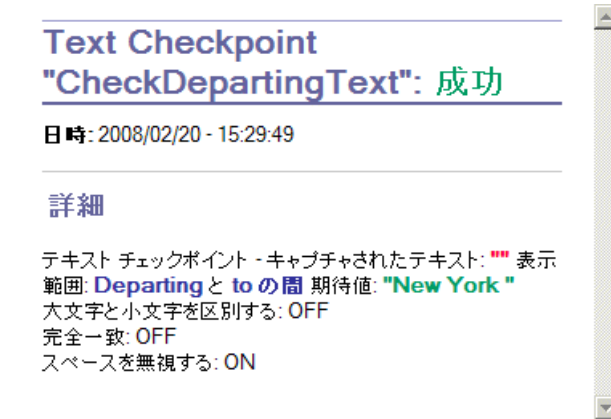 Text Checkpoint
"CheckDepartingText": 成功
日時: 2008/02/20 - 15:29:49
詳細
テキスト チェックポイント - キャプチャされたテキスト: "" 表示
範囲: Departing と to の間 期待値: "New York "
大文字と小文字を区別する: OFF
完全一致: OFF
スペースを無視する: ON